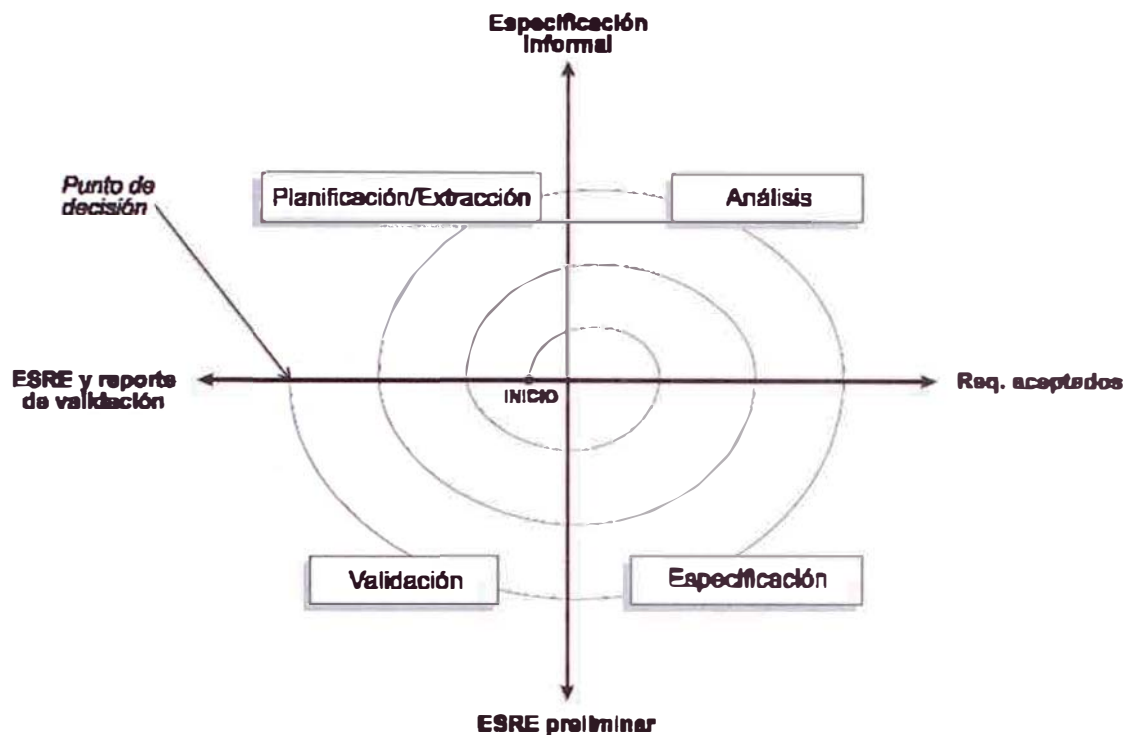 Especificación
Informal
Punto de
decisión
Planificación/Extracción
Análisis
ESRE y reporte
de validación
INICIO
Req. aceptados
Validación
Especificación
ESRE preliminar